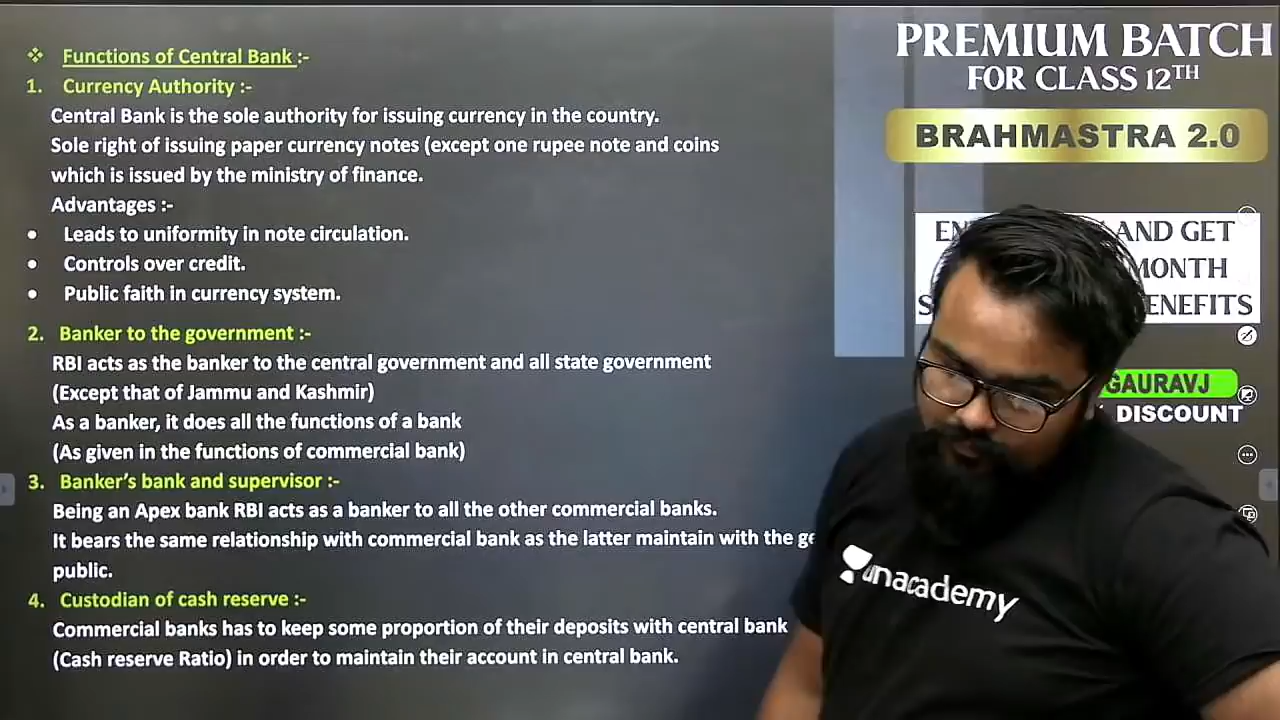 ❖ Functions of Central Bank :-
1. Currency Authority :-
Central Bank is the sole authority for issuing currency in the country.
Sole right of issuing paper currency notes (except one rupee note and coins
which is issued by the ministry of finance.
Advantages :-
• Leads to uniformity in note circulation.
• Controls over credit.
• Public faith in currency system.
2. Banker to the government :-
RBI acts as the banker to the central government and all state government
(Except that of Jammu and Kashmir)
As a banker, it does all the functions of a bank
(As given in the functions of commercial bank)
3. Banker's bank and supervisor :-
Being an Apex bank RBI acts as a banker to all the other commercial banks.
It bears the same relationship with commercial bank as the latter maintain with the
public.
4. Custodian of cash reserve :-
Commercial banks has to keep some proportion of their deposits with central bank
(Cash reserve Ratio) in order to maintain their account in central bank.
PREMIUM BATCH
FOR CLASS 12TH
BRAHMASTRA 2.0
AND GET
MONTH
GAURAVJ
DISCOUNT
unacademy